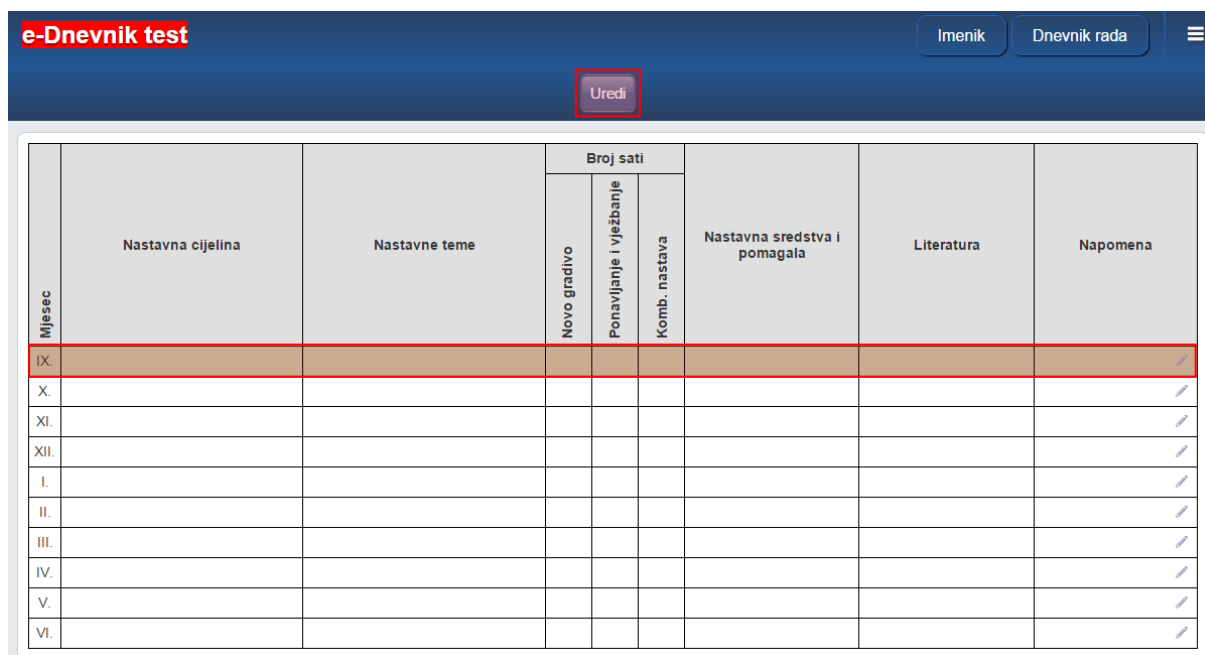 e-Dnevnik test
Imenik
Dnevnik rada
Uredi
Mjesec
Nastavna cijelina
Nastavne teme
Broj sati
Novo gradivo
Ponavljanje i vježbanje
Komb. nastava
Nastavna sredstva i
pomagala
Literatura
Napomena
IX.
X.
XI.
XII.
I.
II.
III.
IV.
V.
VI.